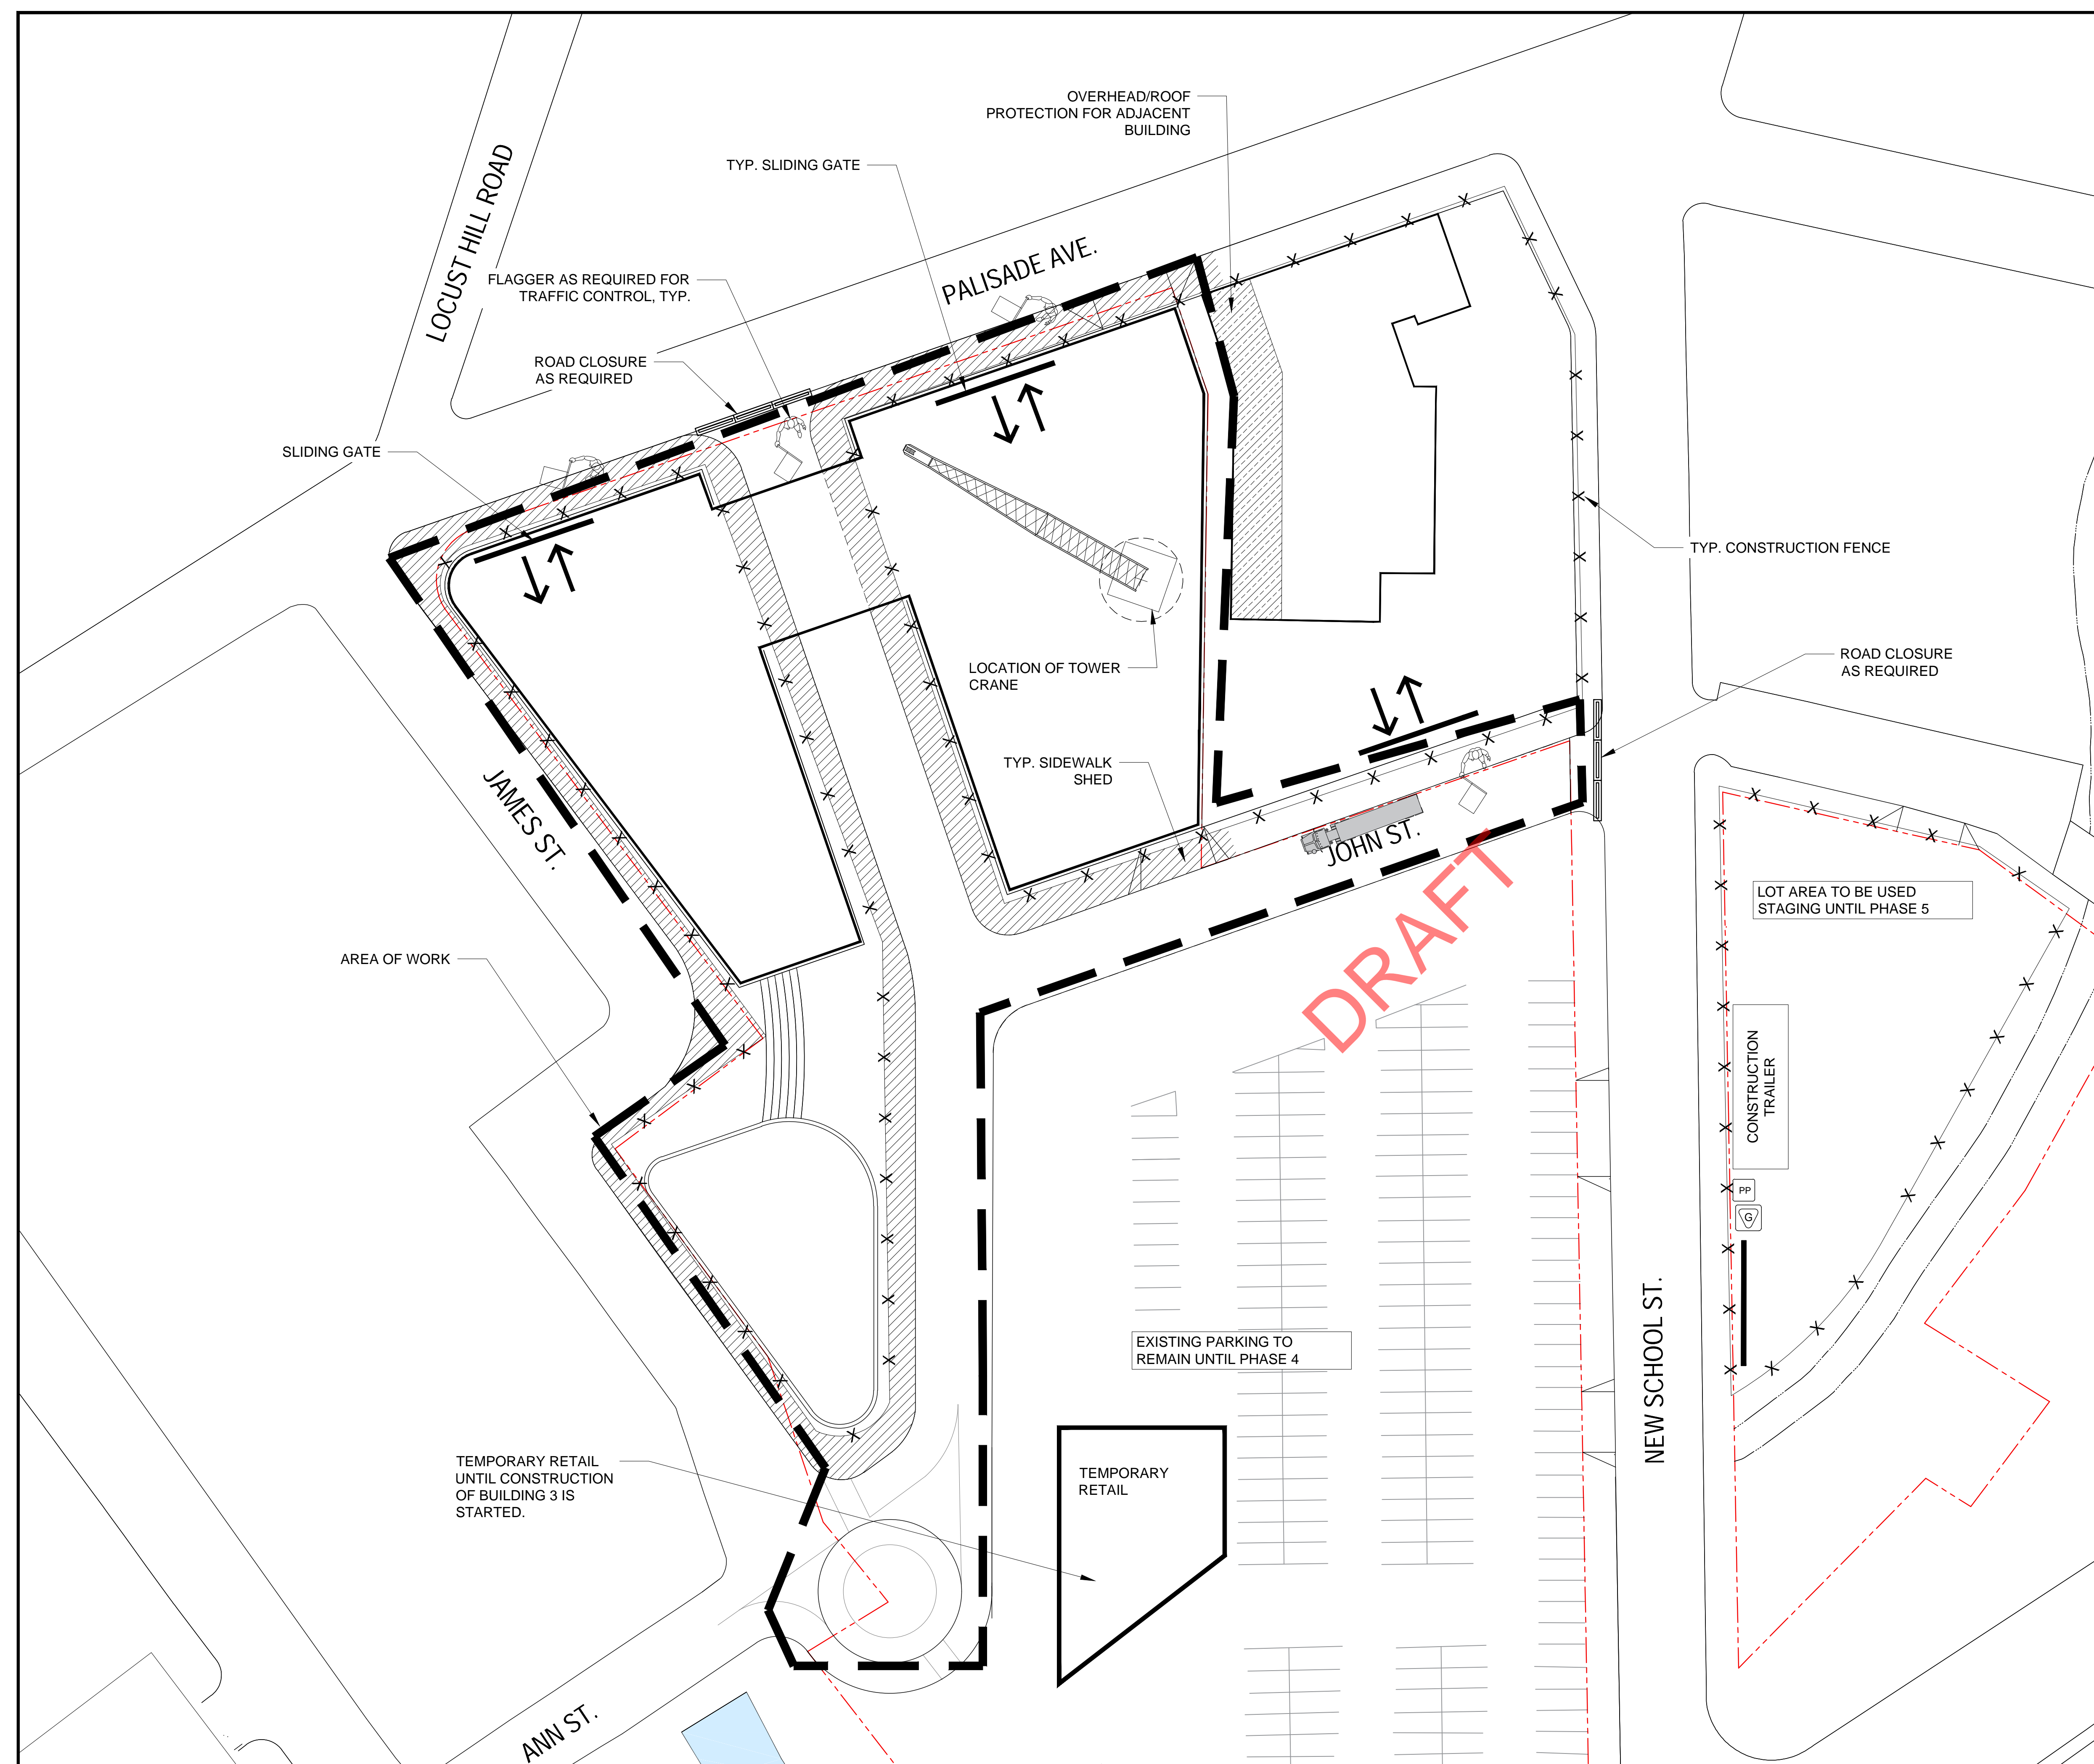 OVERHEAD/ROOF
PROTECTION FOR ADJACENT
BUILDING
TYP. SLIDING GATE
LOCUST HILL ROAD
PALISADE AVE.
FLAGGER AS REQUIRED FOR
TRAFFIC CONTROL, TYP.
ROAD CLOSURE
AS REQUIRED
SLIDING GATE
TYP. CONSTRUCTION FENCE
LOCATION OF TOWER
CRANE
ROAD CLOSURE
AS REQUIRED
TYP. SIDEWALK
SHED
JAMES ST.
JOHN ST.
DRAFT
LOT AREA TO BE USED
STAGING UNTIL PHASE 5
AREA OF WORK
CONSTRUCTION
TRAILER
PP
G
EXISTING PARKING TO
REMAIN UNTIL PHASE 4
NEW SCHOOL ST.
TEMPORARY RETAIL
UNTIL CONSTRUCTION
OF BUILDING 3 IS
STARTED.
TEMPORARY
RETAIL
ANN ST.